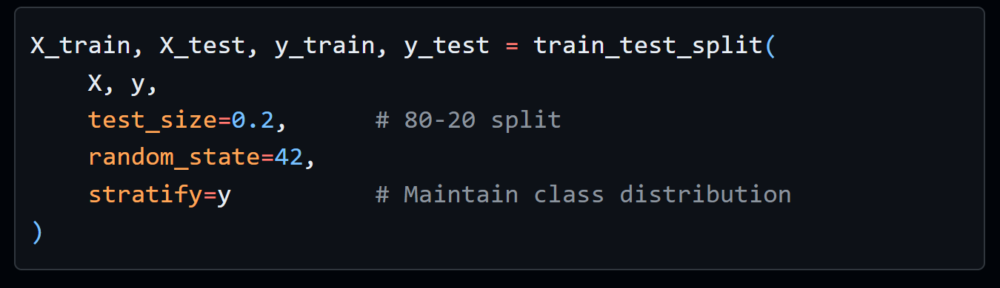 X_train, X_test, y_train, y_test = train_test_split(
    X, y,
    test_size=0.2,      # 80-20 split
    random_state=42,
    stratify=y          # Maintain class distribution
)